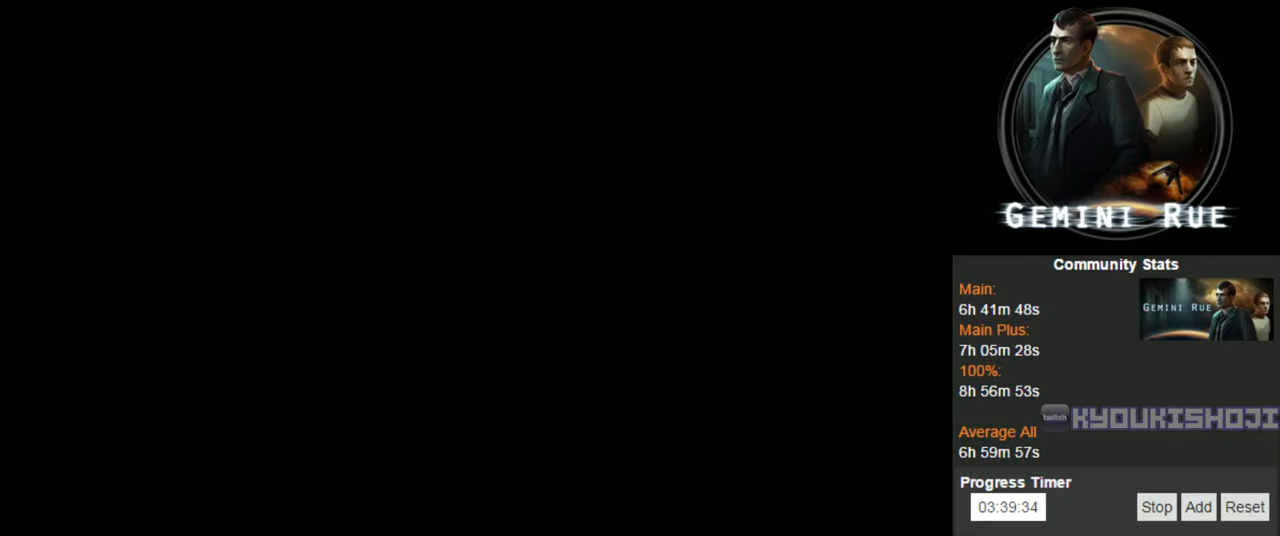 GEMINI RUE
Community Stats
Main:
6h 41m 48s
GEMINI RUE
Main Plus:
7h 05m 28s
100%:
8h 56m 53s
twitch KYOUKISHOJI
Average All
6h 59m 57s
Progress Timer
03:39:34 Stop Add Reset